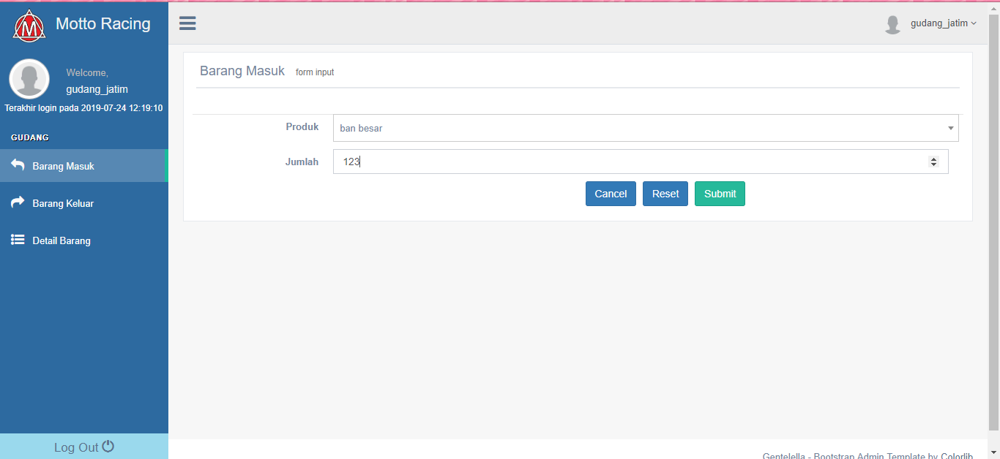 Motto Racing
gudang_jatim
Welcome,
gudang_jatim
Terakhir login pada 2019-07-24 12:19:10
GUDANG
Barang Masuk
Barang Keluar
Detail Barang
Log Out
Barang Masuk form input
Produk ban besar
Jumlah 123
Cancel Reset Submit
Gentelella - Bootstrap Admin Template by Colorlib